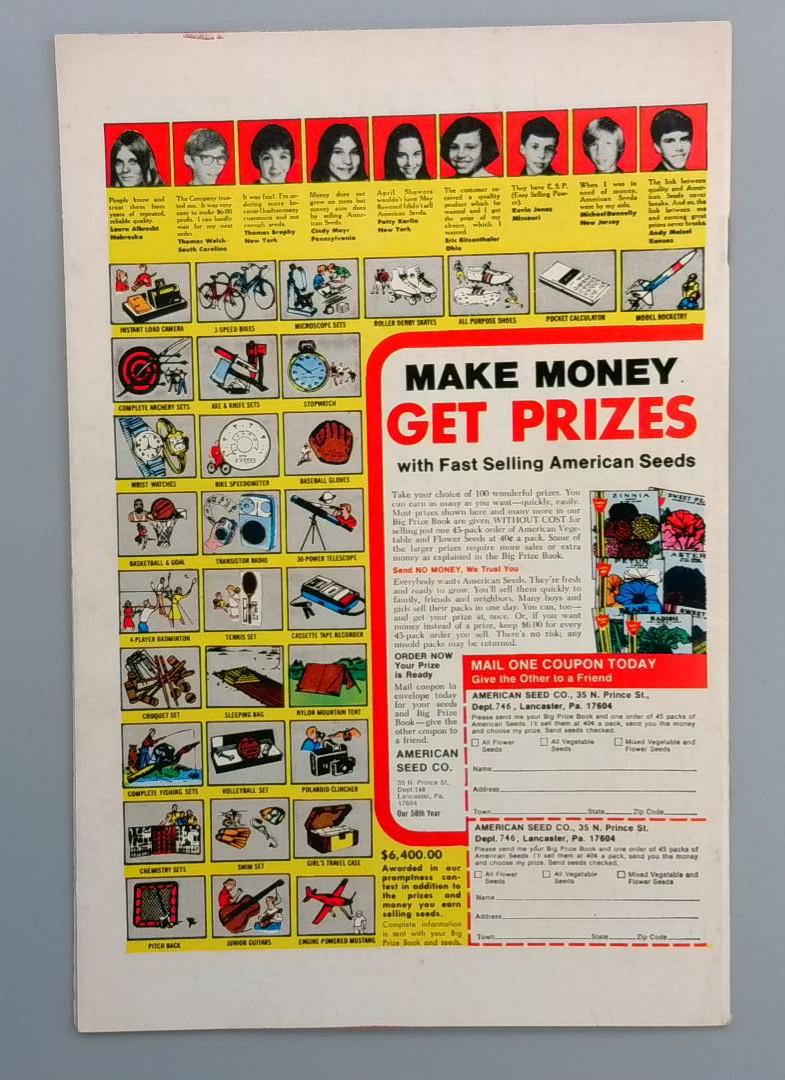 People know and
trust them from
years of repeated,
reliable quality.
Laura Albrecht
Nebraska
The Company trus-
ted me. It was very
easy to make $6.00
profit. I can hardly
wait for my next
order.
Thomas Welch
South Carolina
It was fun! I'm or-
dering more be-
cause I had too many
customers and not
enough seeds.
Thomas Brophy
New York
Money does not
grow on trees but
money sure does
by selling Amer-
ican Seeds.
Cindy Mayr
Pennsylvania
April Showers
wouldn't have May
flowers if I didn't sell
American Seeds.
Patty Karlin
New York
The customer re-
ceived a quality
product which he
wanted and I got
the prize of my
choice, which I
wanted.
Eric Ritzenthaler
Ohio
They have E.S.P.
(Easy Selling Pow-
er).
Kevin Jones
Missouri
When I was in
need of money,
American Seeds
were by my side.
Michael Donnelly
New Jersey
The link between
quality and Amer-
ican Seeds never
breaks. And so, the
link between me
and earning great
prizes never breaks.
Andy Meisel
Kansas
INSTANT LOAD CAMERA
3-SPEED BIKES
MICROSCOPE SETS
ROLLER DERBY SKATES
ALL PURPOSE SHOES
POCKET CALCULATOR
MODEL ROCKETRY
COMPLETE ARCHERY SETS
AXE & KNIFE SETS
STOPWATCH
WRIST WATCHES
BIKE SPEEDOMETER
BASEBALL GLOVES
BASKETBALL & GOAL
TRANSISTOR RADIO
30-POWER TELESCOPE
4-PLAYER BADMINTON
TENNIS SET
CASSETTE TAPE RECORDER
CROQUET SET
SLEEPING BAG
NYLON MOUNTAIN TENT
COMPLETE FISHING SETS
VOLLEYBALL SET
POLAROID CLINCHER
CHEMISTRY SETS
SWIM SET
GIRL'S TRAVEL CASE
PITCH BACK
JUNIOR GUITARS
ENGINE-POWERED MUSTANG
MAKE MONEY
GET PRIZES
with Fast Selling American Seeds
Take your choice of 100 wonderful prizes. You
can earn as many as you want—quickly, easily.
Most prizes shown here and many more in our
Big Prize Book are given WITHOUT COST for
selling just one 45-pack order of American Vege-
table and Flower Seeds at 40¢ a pack. Some of
the larger prizes require more sales or extra
money as explained in the Big Prize Book.
Send NO MONEY, We Trust You
Everybody wants American Seeds. They're fresh
and ready to grow. You'll sell them quickly to
family, friends and neighbors. Many boys and
girls sell their packs in one day. You can, too—
and get your prize at once. Or, if you want
money instead of a prize, keep $6.00 for every
45-pack order you sell. There's no risk; any
unsold packs may be returned.
ZINNIA
SWEET PEA
ASTER
RADISH
SWEET
ORDER NOW
Your Prize
is Ready
Mail coupon in
envelope today
for your seeds
and Big Prize
Book—give the
other coupon to
a friend.
AMERICAN
SEED CO.
35 N. Prince St.,
Dept. 746
Lancaster, Pa.
17604
Our 58th Year
MAIL ONE COUPON TODAY
Give the Other to a Friend
AMERICAN SEED CO., 35 N. Prince St.,
Dept. 746, Lancaster, Pa. 17604
Please send me your Big Prize Book and one order of 45 packs of
American Seeds. I'll sell them at 40¢ a pack, send you the money
and choose my prize. Send seeds checked.
All Flower Seeds
All Vegetable Seeds
Mixed Vegetable and Flower Seeds
Name
Address
Town State Zip Code
AMERICAN SEED CO., 35 N. Prince St.
Dept. 746, Lancaster, Pa. 17604
Please send me your Big Prize Book and one order of 45 packs of
American Seeds. I'll sell them at 40¢ a pack, send you the money
and choose my prize. Send seeds checked.
All Flower Seeds
All Vegetable Seeds
Mixed Vegetable and Flower Seeds
Name
Address
Town State Zip Code
$6,400.00
Awarded in our
promptness con-
test in addition to
the prizes and
money you earn
selling seeds.
Complete information
is sent with your Big
Prize Book and seeds.